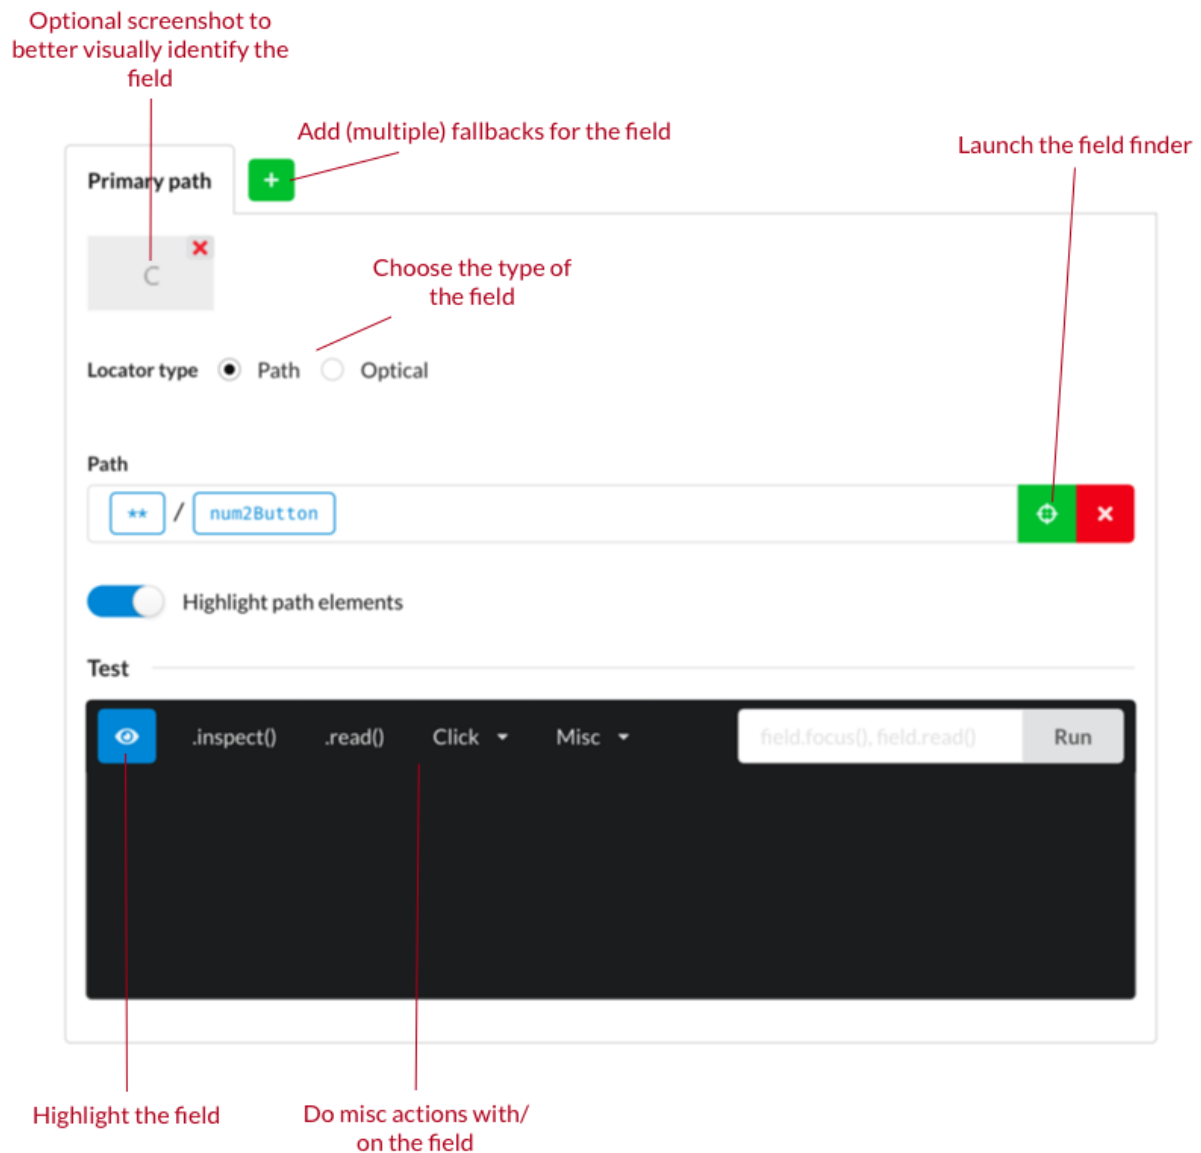 Optional screenshot to
better visually identify the
field
Add (multiple) fallbacks for the field
Launch the field finder
Primary path
+
C
Choose the type of
the field
Locator type Path Optical
Path
** / num2Button
Highlight path elements
Test
.inspect() .read() Click Misc field.focus(), field.read() Run
Highlight the field
Do misc actions with/
on the field